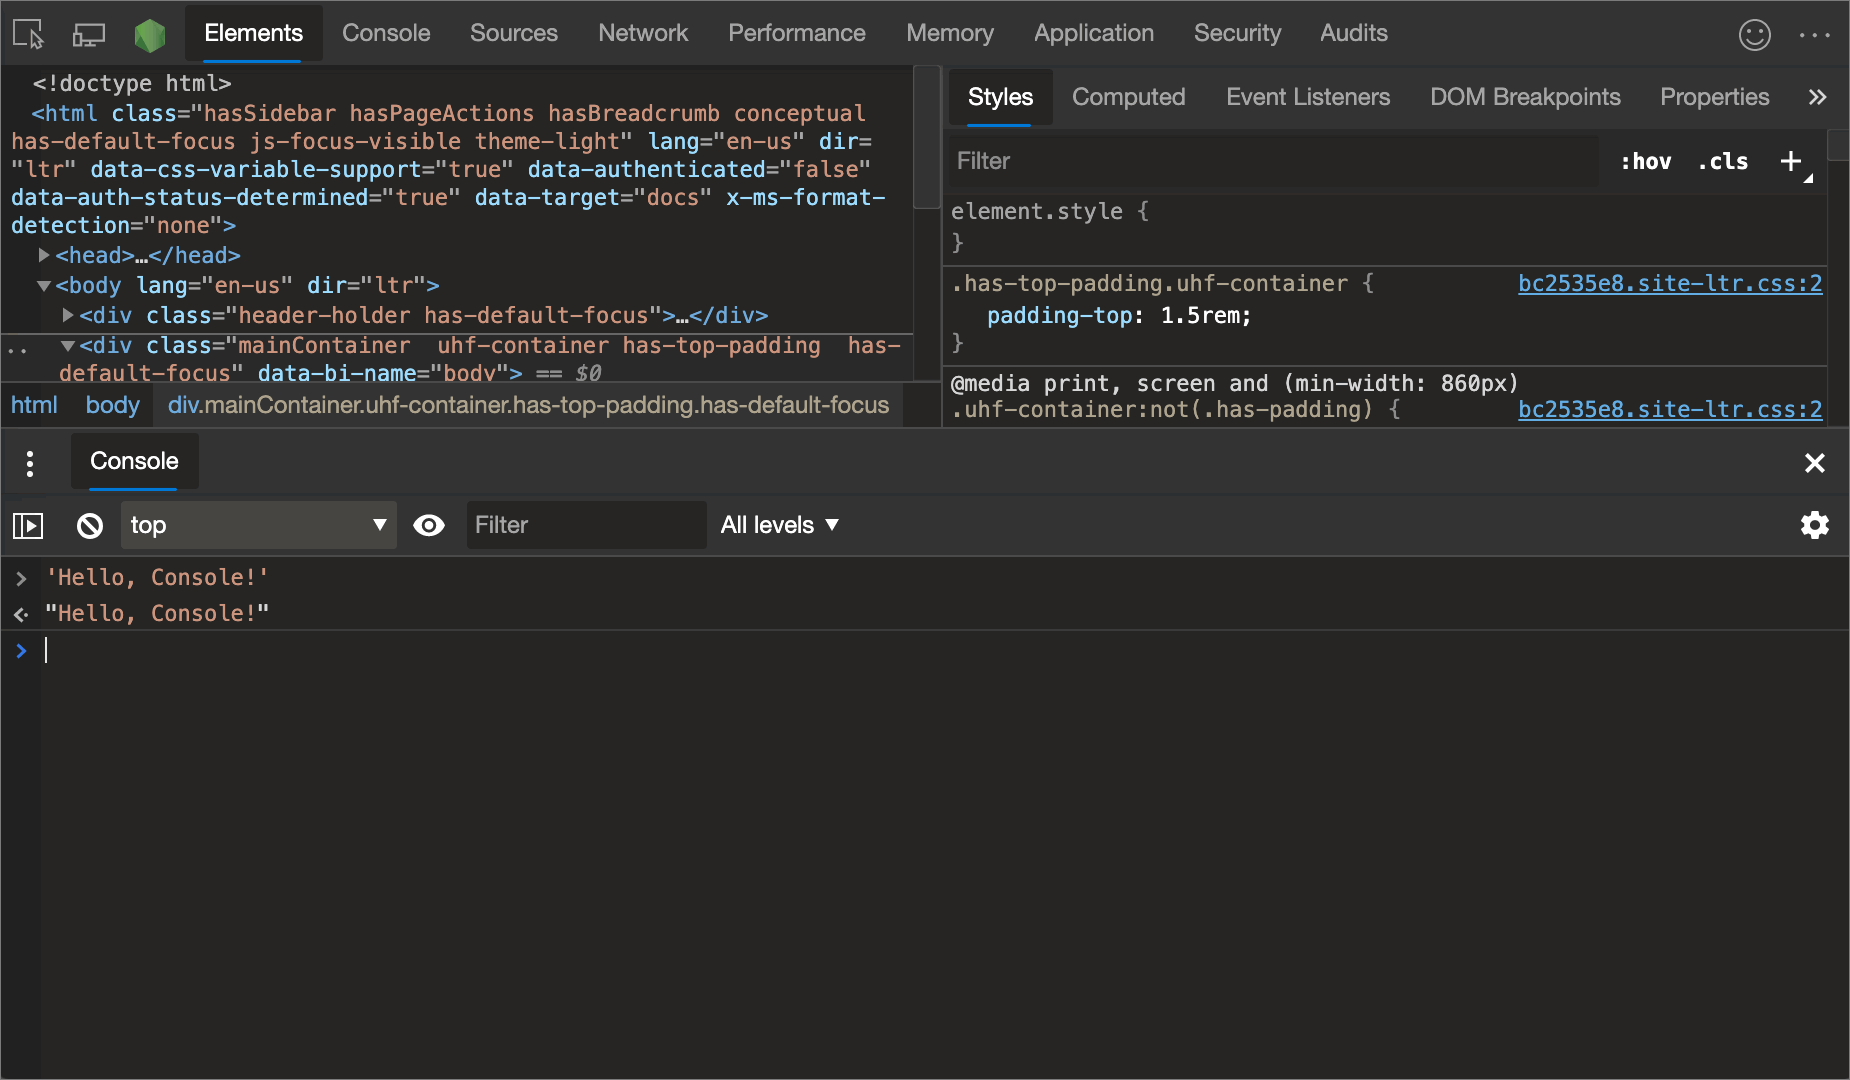 Elements Console Sources Network Performance Memory Application Security Audits
<!doctype html>
<html class="hasSidebar hasPageActions hasBreadcrumb conceptual
has-default-focus js-focus-visible theme-light" lang="en-us" dir=
"ltr" data-css-variable-support="true" data-authenticated="false"
data-auth-status-determined="true" data-target="docs" x-ms-format-
detection="none">
<head>…</head>
<body lang="en-us" dir="ltr">
<div class="header-holder has-default-focus">…</div>
<div class="mainContainer  uhf-container has-top-padding  has-
default-focus" data-bi-name="body"> == $0
html body div.mainContainer.uhf-container.has-top-padding.has-default-focus
Styles Computed Event Listeners DOM Breakpoints Properties »
Filter :hov .cls +
element.style {
}
.has-top-padding.uhf-container { bc2535e8.site-ltr.css:2
padding-top: 1.5rem;
}
@media print, screen and (min-width: 860px)
.uhf-container:not(.has-padding) { bc2535e8.site-ltr.css:2
Console
top Filter All levels
> 'Hello, Console!'
"Hello, Console!"
>